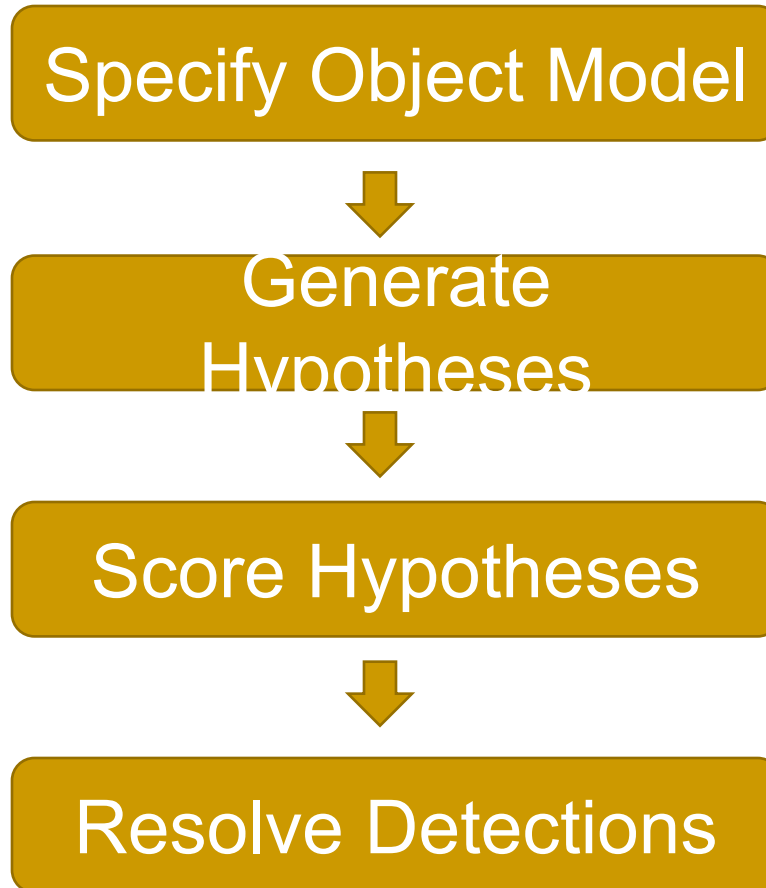 Specify Object Model
Generate
Hypotheses
Score Hypotheses
Resolve Detections